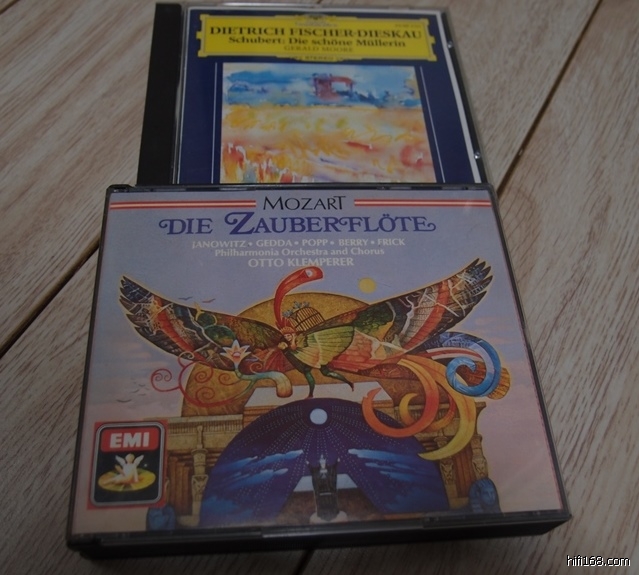 DIETRICH FISCHER-DIESKAU
Schubert: Die schöne Müllerin
GERALD MOORE
STEREO
MOZART
DIE ZAUBERFLÖTE
JANOWITZ • GEDDA • POPP • BERRY • FRICK
Philharmonia Orchestra and Chorus
OTTO KLEMPERER
EMI
hifi168.com